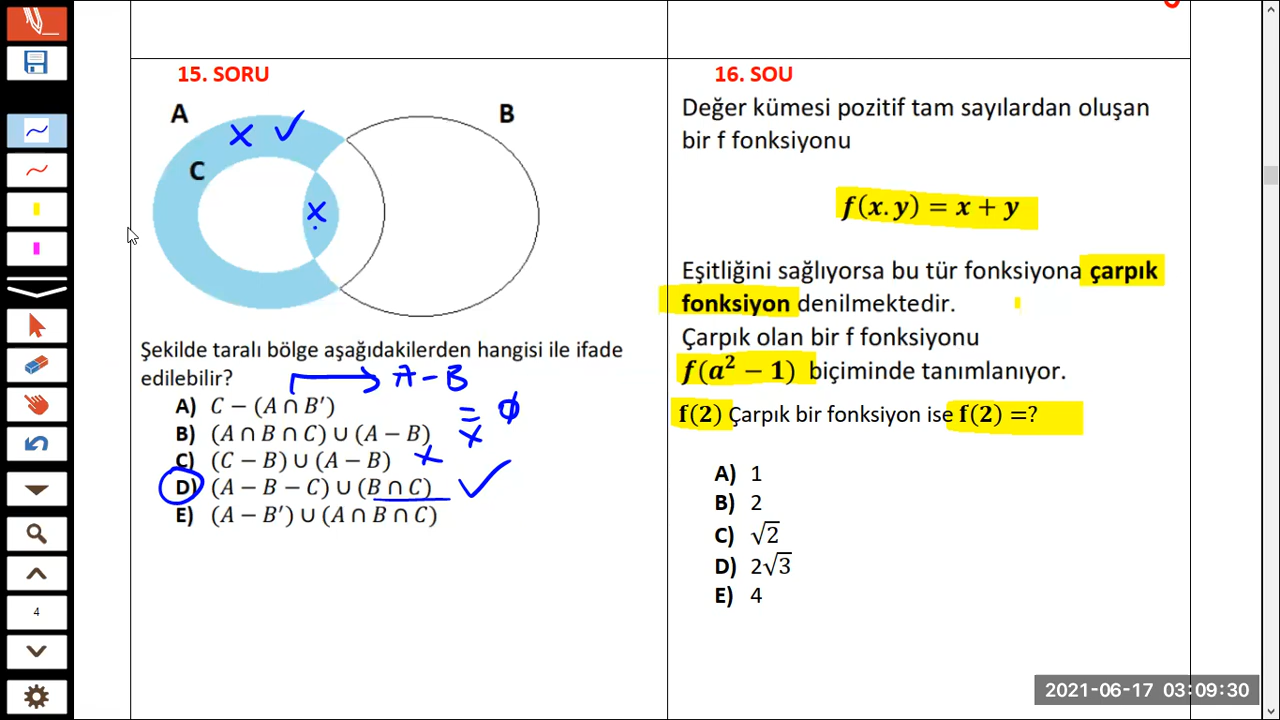 15. SORU
A
B
C
x ✓
x
Şekilde taralı bölge aşağıdakilerden hangisi ile ifade
edilebilir?
A - B
= ∅
A) C − (A ∩ B′)
B) (A ∩ B ∩ C) ∪ (A − B) x
C) (C − B) ∪ (A − B) x
D) (A − B − C) ∪ (B ∩ C) ✓
E) (A − B′) ∪ (A ∩ B ∩ C)
16. SOU
Değer kümesi pozitif tam sayılardan oluşan
bir f fonksiyonu
f(x.y) = x + y
Eşitliğini sağlıyorsa bu tür fonksiyona çarpık
fonksiyon denilmektedir.
Çarpık olan bir f fonksiyonu
f(a² − 1) biçiminde tanımlanıyor.
f(2) Çarpık bir fonksiyon ise f(2) =?
A) 1
B) 2
C) √2
D) 2√3
E) 4
4
2021-06-17 03:09:30